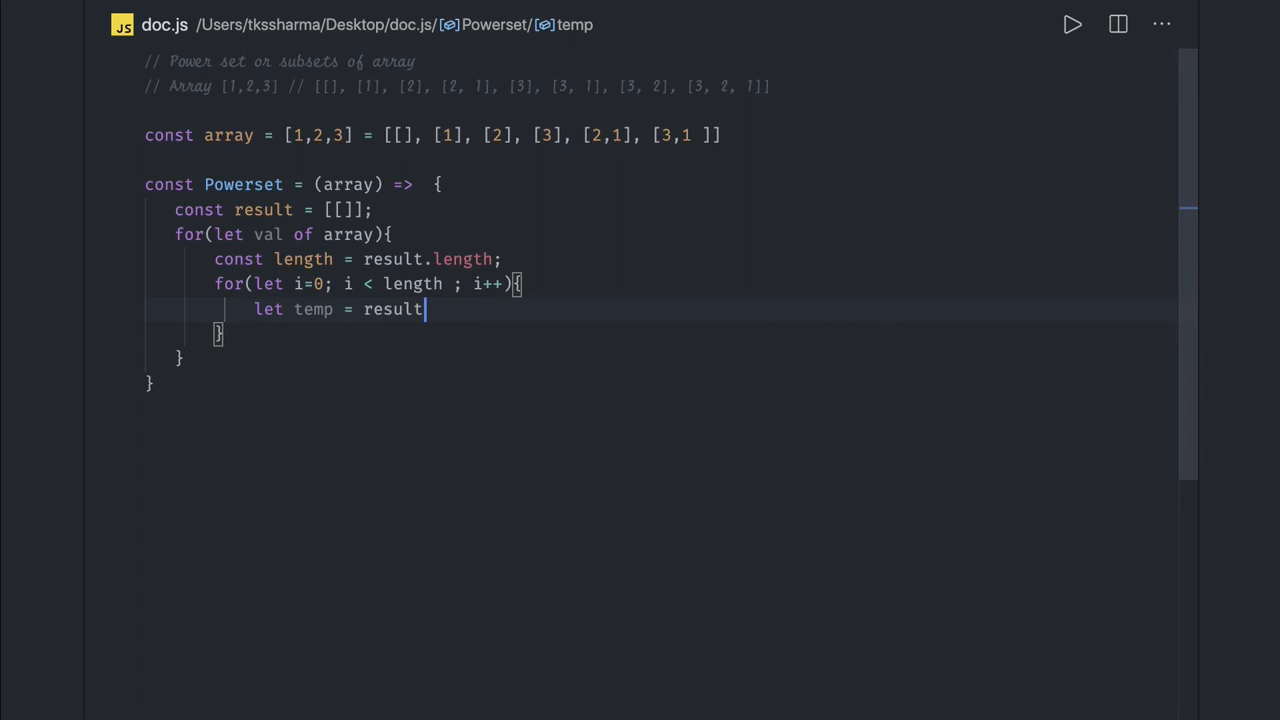 JS doc.js /Users/tkssharma/Desktop/doc.js/Powerset/temp
// Power set or subsets of array
// Array [1,2,3] // [[], [1], [2], [2, 1], [3], [3, 1], [3, 2], [3, 2, 1]]
const array = [1,2,3] = [[], [1], [2], [3], [2,1], [3,1 ]]
const Powerset = (array) =>  {
const result = [[]];
for(let val of array){
const length = result.length;
for(let i=0; i < length ; i++){
let temp = result
}
}
}